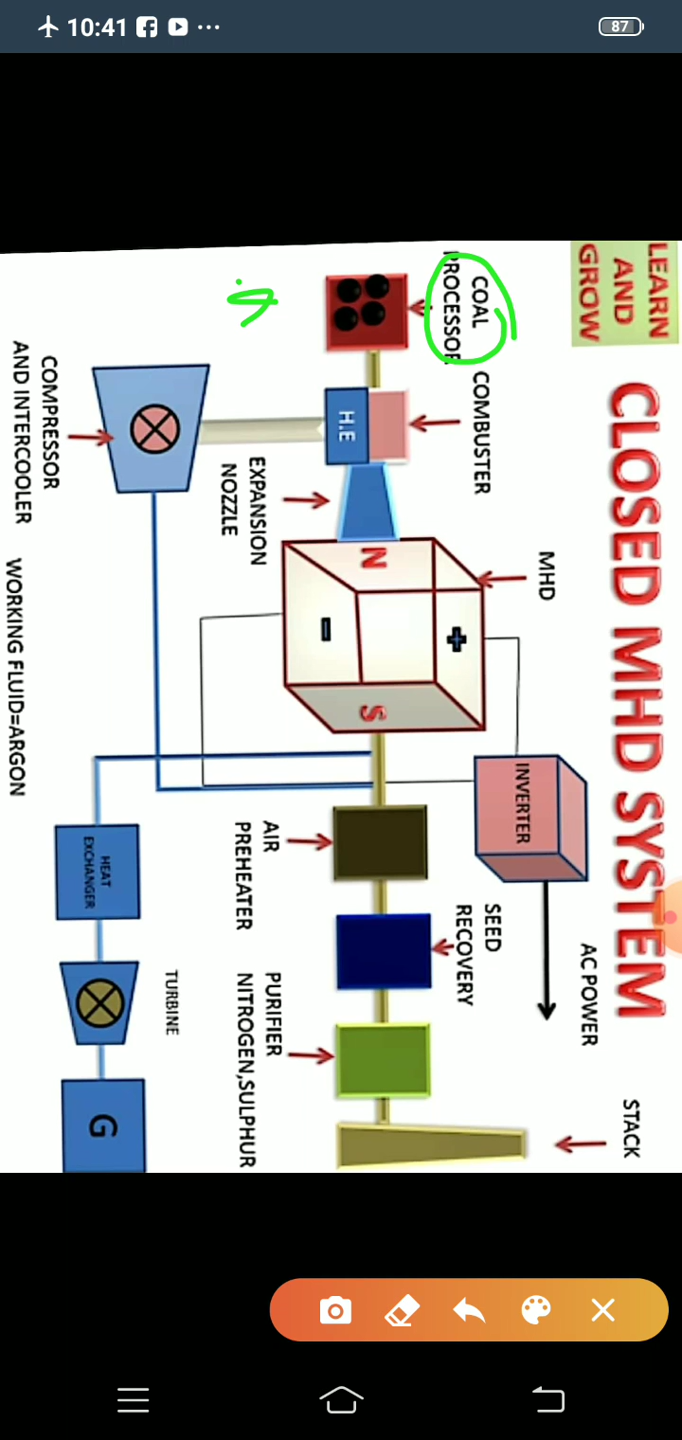 10:41
87
LEARN
AND
GROW
CLOSED MHD SYSTEM
COAL
PROCESSOR
COMBUSTER
H.E
EXPANSION
NOZZLE
COMPRESSOR
AND INTERCOOLER
MHD
N
+
-
S
INVERTER
AC POWER
AIR
PREHEATER
SEED
RECOVERY
PURIFIER
NITROGEN,SULPHUR
STACK
HEAT
EXCHANGER
TURBINE
G
WORKING FLUID=ARGON